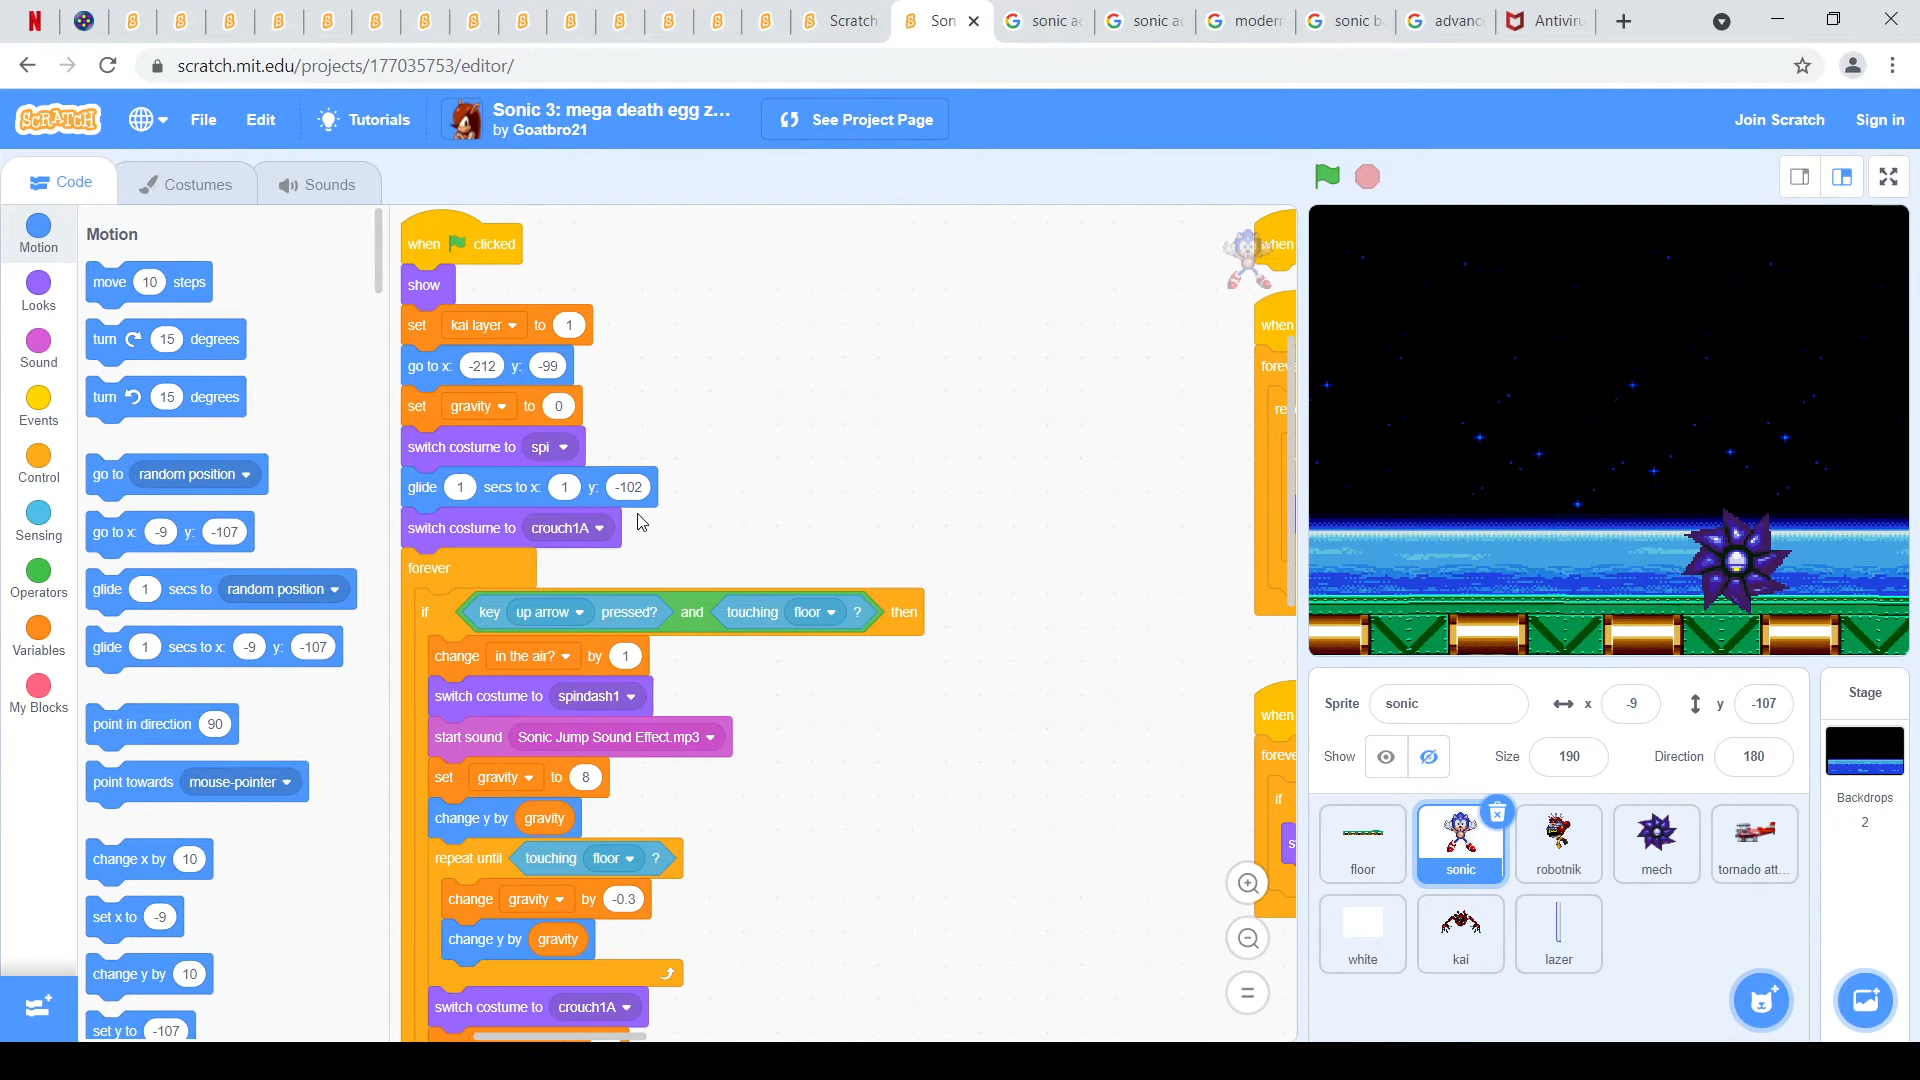 N
Scratch
Son
sonic ac
sonic ac
modern
sonic b
advanc
Antiviru
scratch.mit.edu/projects/177035753/editor/
SCRATCH
File
Edit
Tutorials
Sonic 3: mega death egg z...
by Goatbro21
See Project Page
Join Scratch
Sign in
Code
Costumes
Sounds
Motion
Looks
Sound
Events
Control
Sensing
Operators
Variables
My Blocks
Motion
move 10 steps
turn 15 degrees
turn 15 degrees
go to random position
go to x: -9 y: -107
glide 1 secs to random position
glide 1 secs to x: -9 y: -107
point in direction 90
point towards mouse-pointer
change x by 10
set x to -9
change y by 10
set y to -107
when clicked
show
set kai layer to 1
go to x: -212 y: -99
set gravity to 0
switch costume to spi
glide 1 secs to x: 1 y: -102
switch costume to crouch1A
forever
if key up arrow pressed? and touching floor ? then
change in the air? by 1
switch costume to spindash1
start sound Sonic Jump Sound Effect.mp3
set gravity to 8
change y by gravity
repeat until touching floor ?
change gravity by -0.3
change y by gravity
switch costume to crouch1A
when
when
forev
re
when
foreve
if
s
Sprite sonic x -9 y -107
Show Size 190 Direction 180
floor
sonic
robotnik
mech
tornado att...
white
kai
lazer
Stage
Backdrops
2